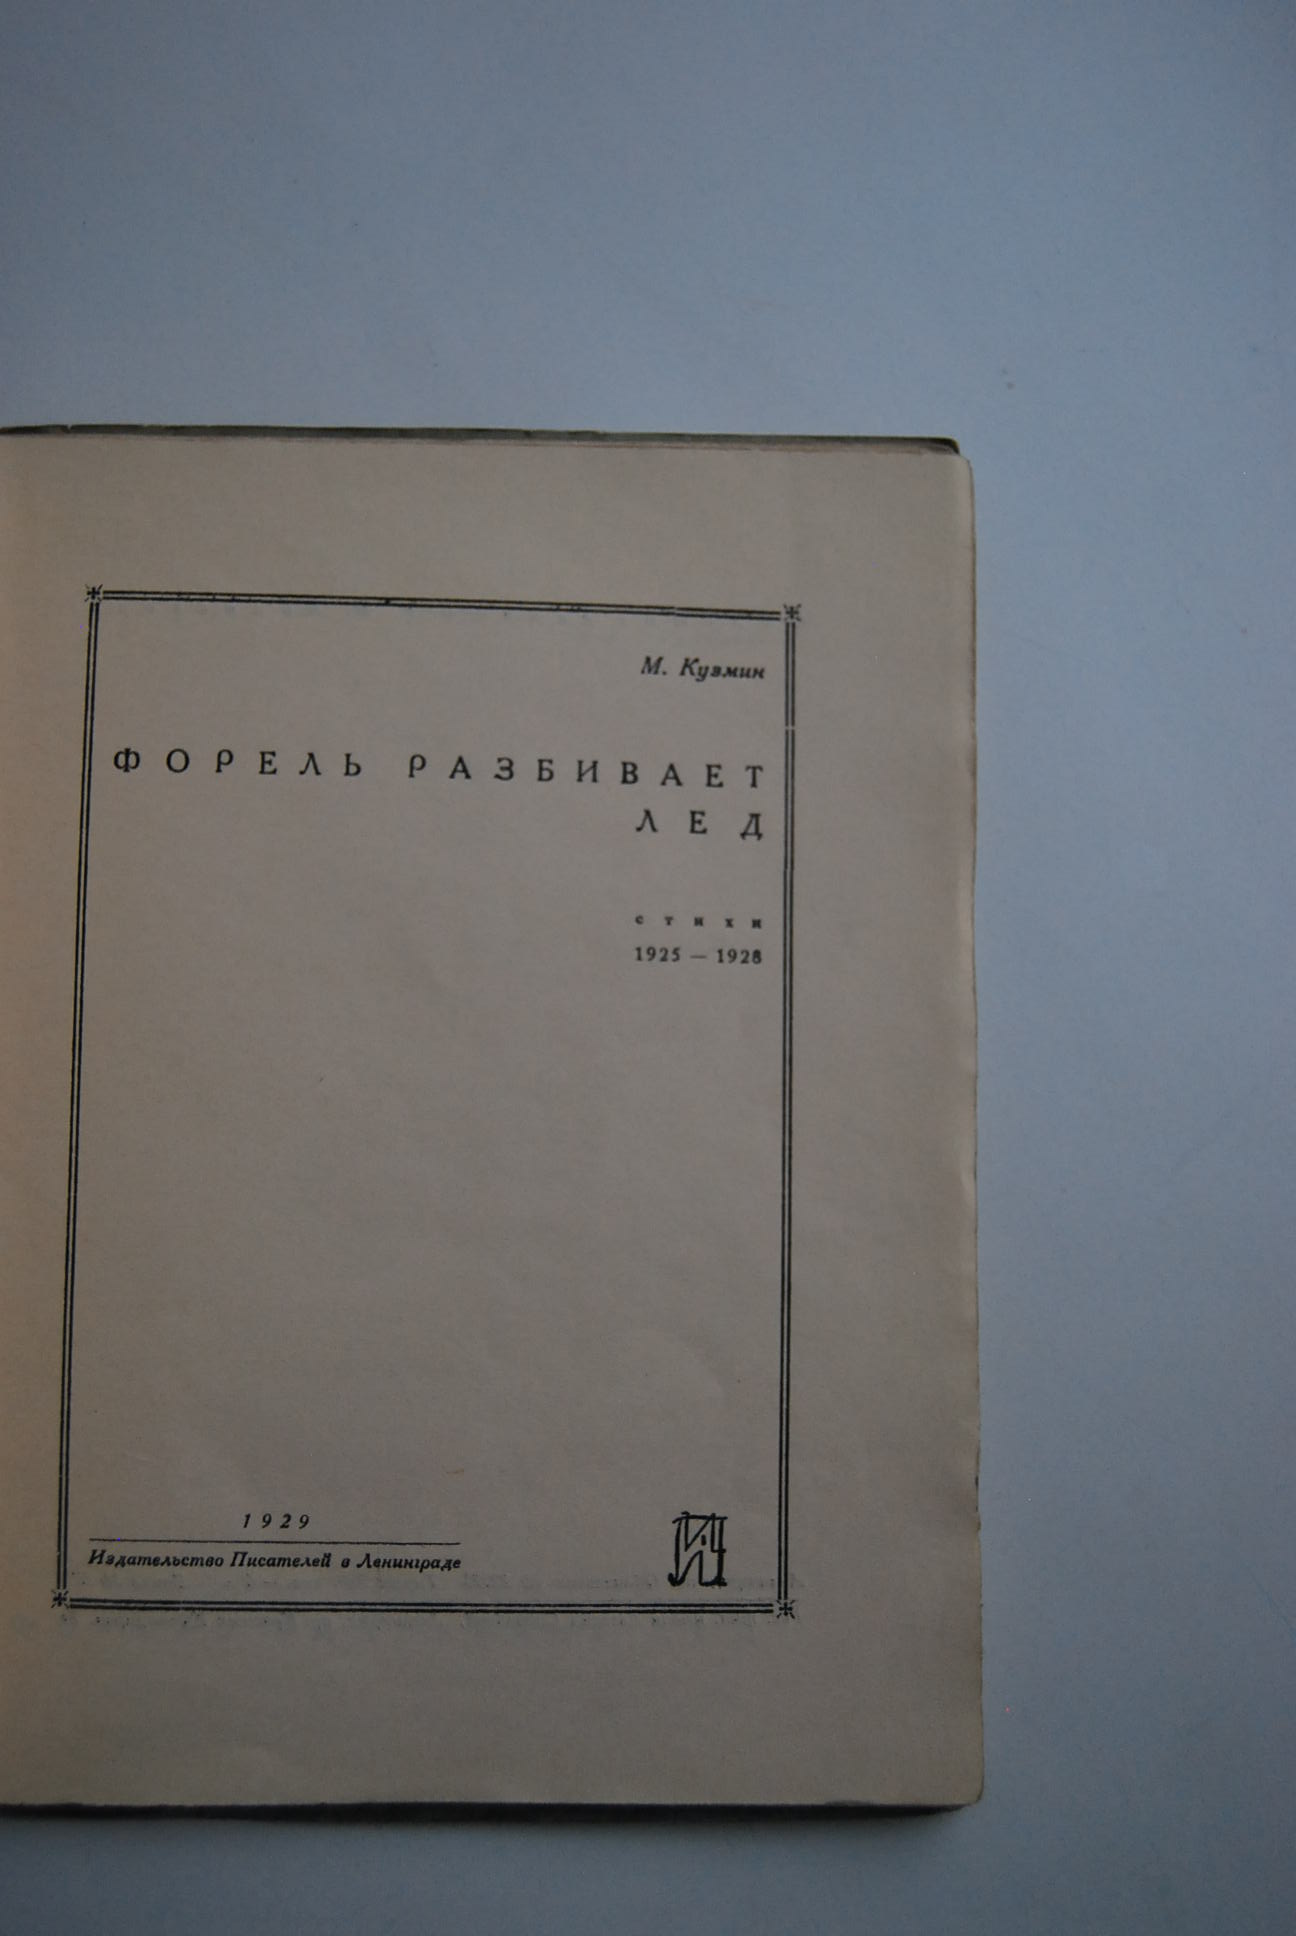 М. Кузмин
ФОРЕЛЬ РАЗБИВАЕТ
ЛЕД
стихи
1925 — 1928
1929
Издательство Писателей в Ленинграде